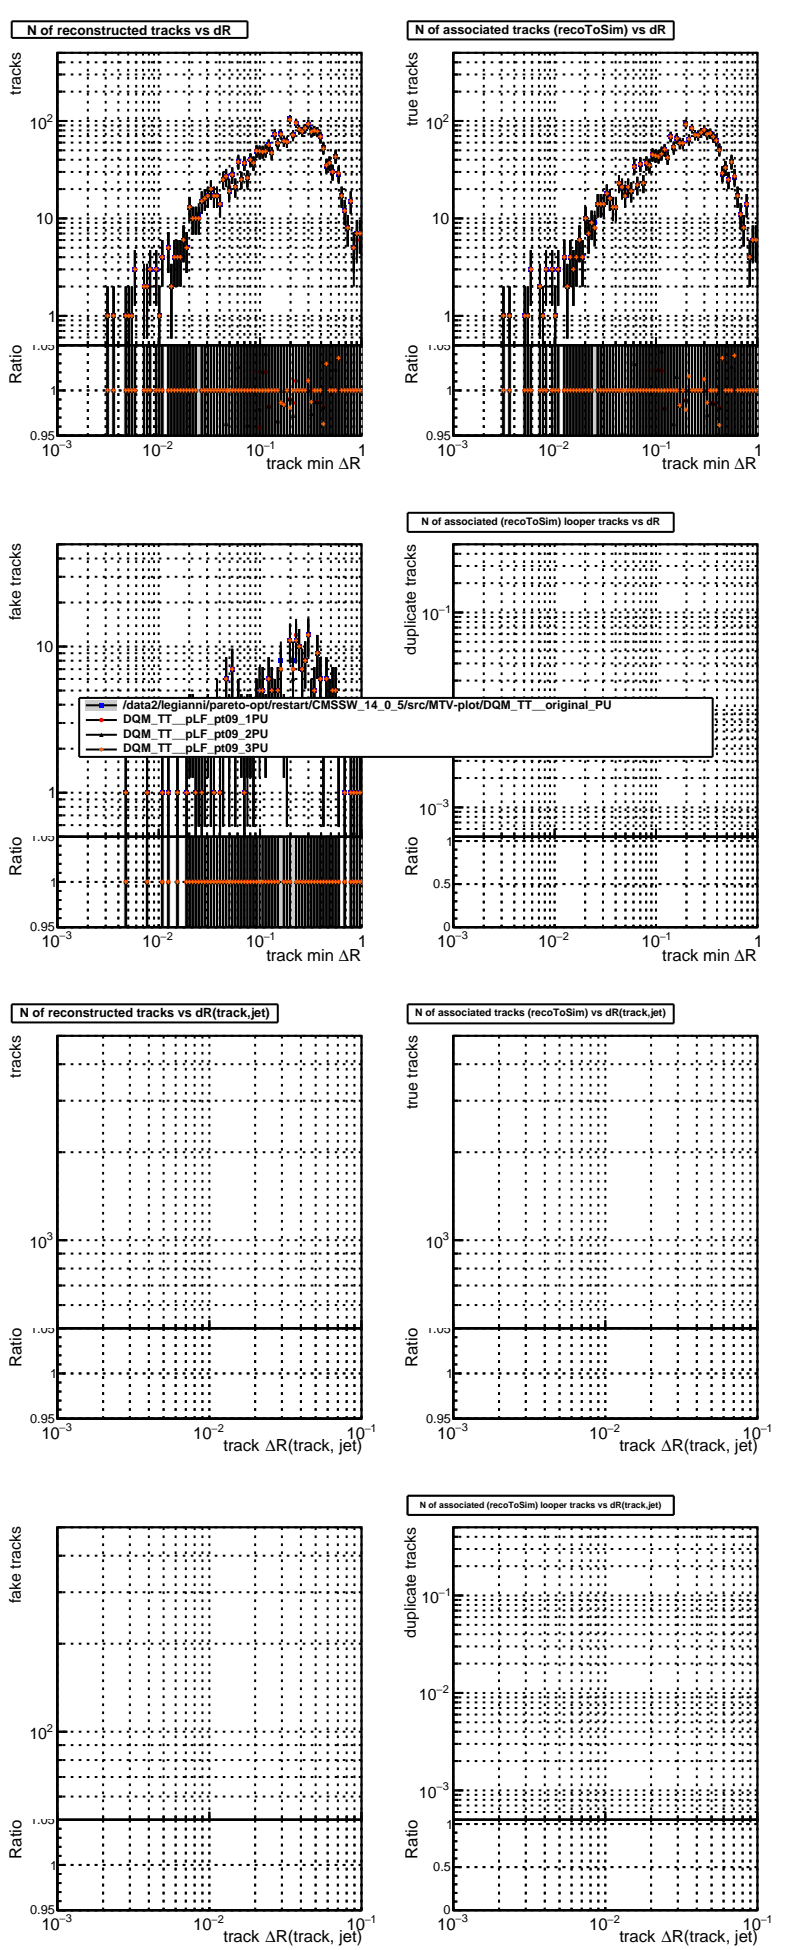 N of reconstructed tracks vs dR
tracks
10²
10
1
1.05
Ratio
1
0.95
10⁻³ 10⁻² 10⁻¹ 1
track min ΔR
N of associated tracks (recoToSim) vs dR
true tracks
10²
10
1
1.05
Ratio
1
0.95
10⁻³ 10⁻² 10⁻¹ 1
track min ΔR
fake tracks
10
1
1.05
Ratio
1
0.95
10⁻³ 10⁻² 10⁻¹ 1
track min ΔR
N of associated (recoToSim) looper tracks vs dR
duplicate tracks
10⁻¹
10⁻³
Ratio
1
0.5
0
10⁻³ 10⁻² 10⁻¹ 1
track min ΔR
/data2/legianni/pareto-opt/restart/CMSSW_14_0_5/src/MTV-plot/DQM_TT__original_PU
DQM_TT__pLF_pt09_1PU
DQM_TT__pLF_pt09_2PU
DQM_TT__pLF_pt09_3PU
N of reconstructed tracks vs dR(track,jet)
tracks
10³
1.05
Ratio
1
0.95
10⁻³ 10⁻² 10⁻¹
track ΔR(track, jet)
N of associated tracks (recoToSim) vs dR(track,jet)
true tracks
10³
1.05
Ratio
1
0.95
10⁻³ 10⁻² 10⁻¹
track ΔR(track, jet)
fake tracks
10²
1.05
Ratio
1
0.95
10⁻³ 10⁻² 10⁻¹
track ΔR(track, jet)
N of associated (recoToSim) looper tracks vs dR(track,jet)
duplicate tracks
10⁻¹
10⁻²
10⁻³
Ratio
1
0.5
0
10⁻³ 10⁻² 10⁻¹
track ΔR(track, jet)